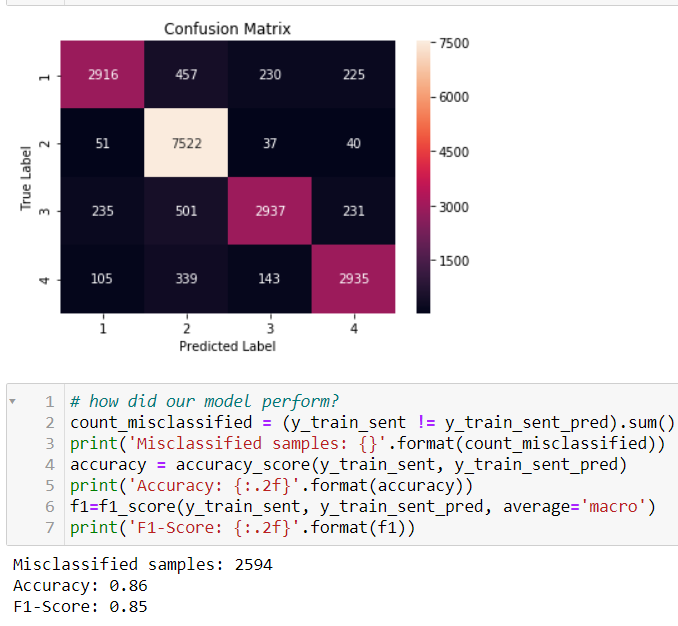 Confusion Matrix
1 2916 457 230 225
2 51 7522 37 40
3 235 501 2937 231
4 105 339 143 2935
1 2 3 4
Predicted Label
True Label
7500
6000
4500
3000
1500
1 # how did our model perform?
2 count_misclassified = (y_train_sent != y_train_sent_pred).sum()
3 print('Misclassified samples: {}'.format(count_misclassified))
4 accuracy = accuracy_score(y_train_sent, y_train_sent_pred)
5 print('Accuracy: {:.2f}'.format(accuracy))
6 f1=f1_score(y_train_sent, y_train_sent_pred, average='macro')
7 print('F1-Score: {:.2f}'.format(f1))
Misclassified samples: 2594
Accuracy: 0.86
F1-Score: 0.85